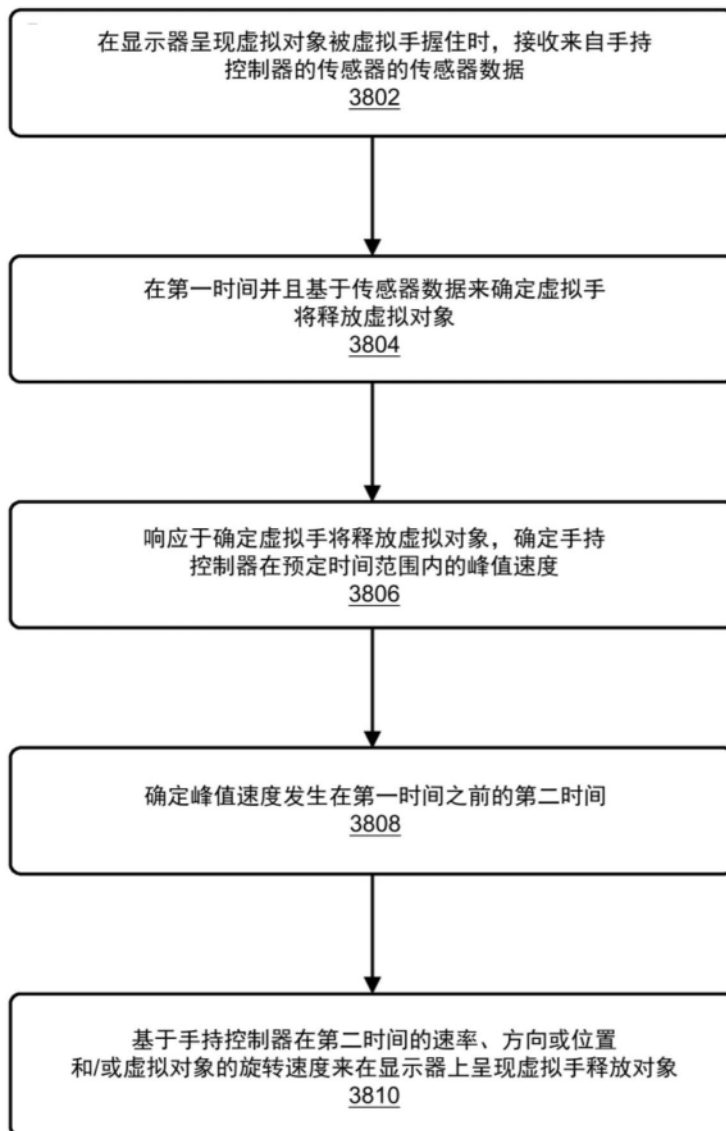 在显示器呈现虚拟对象被虚拟手握住时，接收来自手持
控制器的传感器的传感器数据
3802
在第一时间并且基于传感器数据来确定虚拟手
将释放虚拟对象
3804
响应于确定虚拟手将释放虚拟对象，确定手持
控制器在预定时间范围内的峰值速度
3806
确定峰值速度发生在第一时间之前的第二时间
3808
基于手持控制器在第二时间的速率、方向或位置
和/或虚拟对象的旋转速度来在显示器上呈现虚拟手释放对象
3810